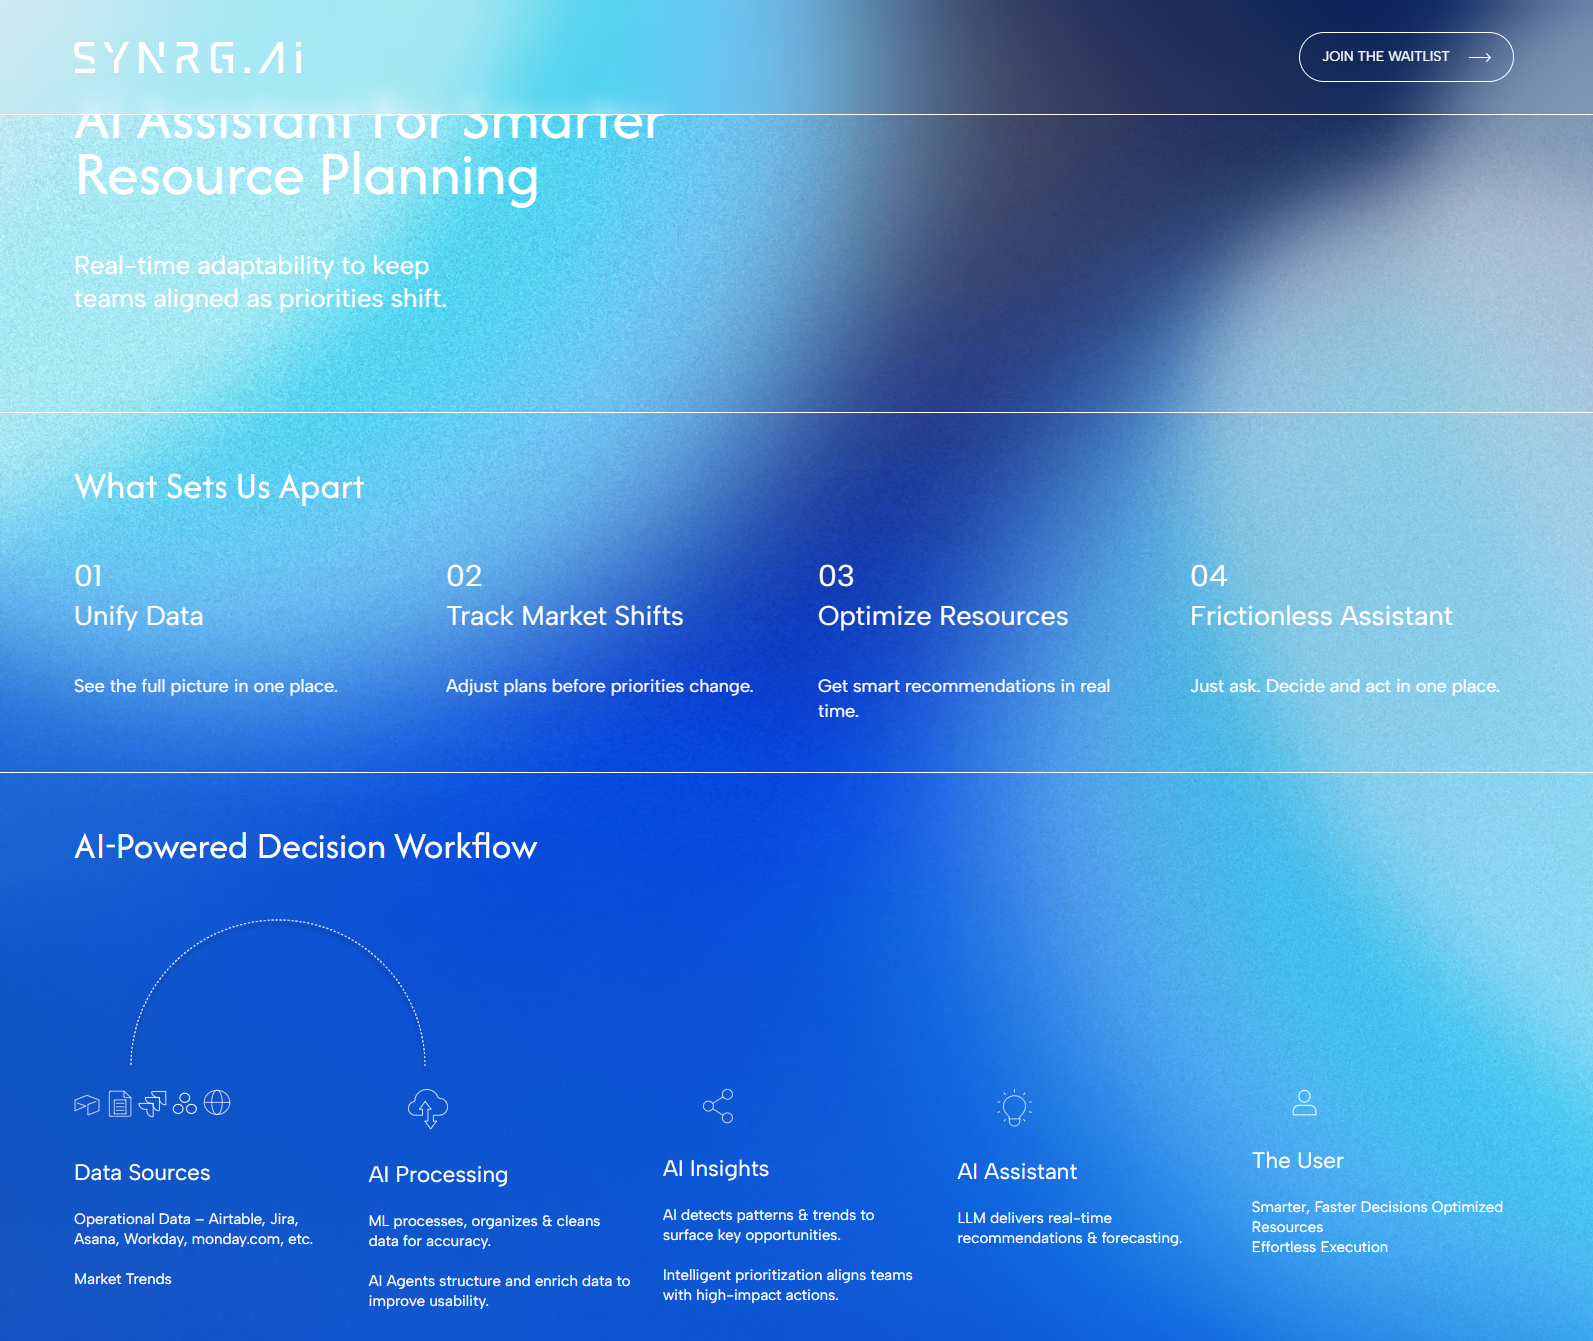 SYNRG.Ai
JOIN THE WAITLIST
AI Assistant For Smarter
Resource Planning
Real-time adaptability to keep
teams aligned as priorities shift.
What Sets Us Apart
01
Unify Data
See the full picture in one place.
02
Track Market Shifts
Adjust plans before priorities change.
03
Optimize Resources
Get smart recommendations in real
time.
04
Frictionless Assistant
Just ask. Decide and act in one place.
AI-Powered Decision Workflow
Data Sources
Operational Data – Airtable, Jira,
Asana, Workday, monday.com, etc.
Market Trends
AI Processing
ML processes, organizes & cleans
data for accuracy.
AI Agents structure and enrich data to
improve usability.
AI Insights
AI detects patterns & trends to
surface key opportunities.
Intelligent prioritization aligns teams
with high-impact actions.
AI Assistant
LLM delivers real-time
recommendations & forecasting.
The User
Smarter, Faster Decisions Optimized
Resources
Effortless Execution